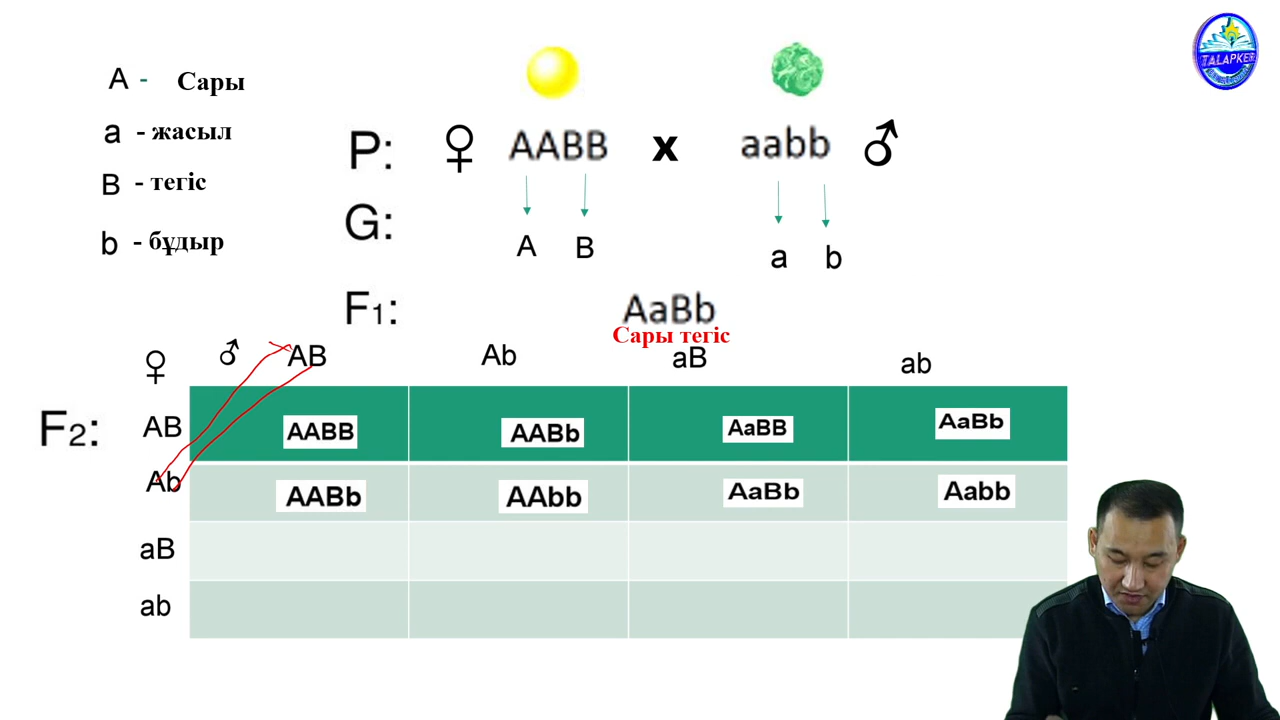 A - Сары
a - жасыл
B - тегіс
b - бұдыр
TALAPKER
P: ♀ AABB x aabb ♂
G: A B a b
F1: AaBb
Сары тегіс
♀ ♂ AB Ab aB ab
F2: AB AABB AABb AaBB AaBb
Ab AABb AAbb AaBb Aabb
aB
ab